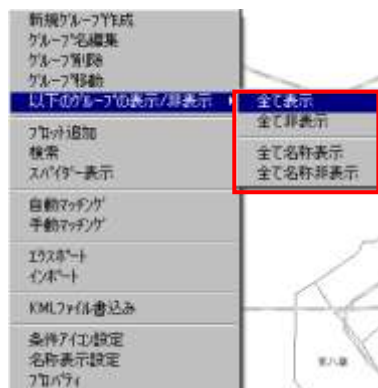 新規ｸﾞﾙｰﾌﾟ作成
ｸﾞﾙｰﾌﾟ名編集
ｸﾞﾙｰﾌﾟ削除
ｸﾞﾙｰﾌﾟ移動
以下のｸﾞﾙｰﾌﾟの表示/非表示
ﾌﾟﾛｯﾄ追加
検索
ｽﾊﾟｲﾀﾞｰ表示
自動ﾏｯﾁﾝｸﾞ
手動ﾏｯﾁﾝｸﾞ
ｴｸｽﾎﾟｰﾄ
ｲﾝﾎﾟｰﾄ
KMLﾌｧｲﾙ書込み
条件ｱｲｺﾝ設定
名称表示設定
ﾌﾟﾛﾊﾟﾃｨ
全て表示
全て非表示
全て名称表示
全て名称非表示